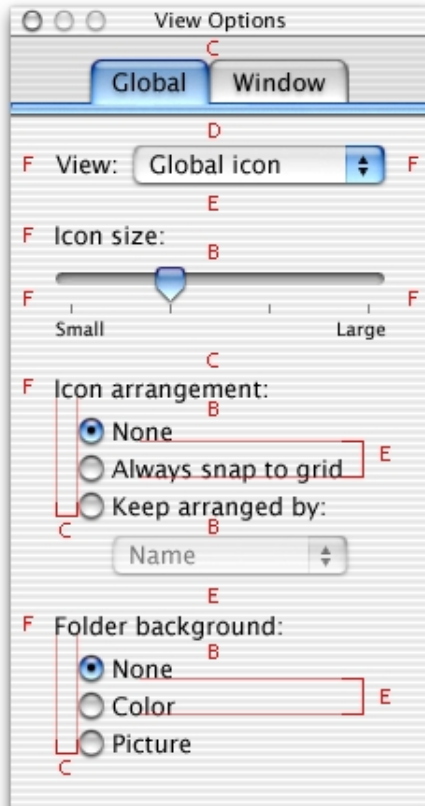 View Options
C
Global Window
D
F View: Global icon F
E
F Icon size:
B
F F
Small Large
C
F Icon arrangement:
B
None
E
Always snap to grid
Keep arranged by:
C B
Name
E
F Folder background:
B
None
E
Color
Picture
C